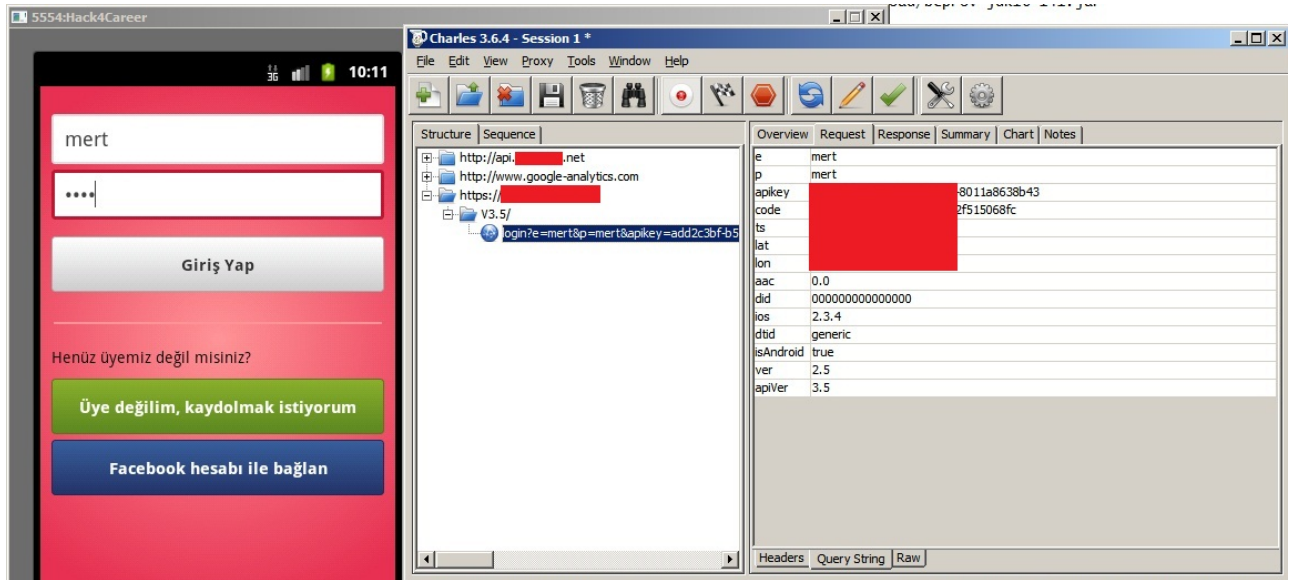 5554:Hack4Career
3G 10:11
mert
••••
Giriş Yap
Henüz üyemiz değil misiniz?
Üye değilim, kaydolmak istiyorum
Facebook hesabı ile bağlan
Charles 3.6.4 - Session 1 *
File Edit View Proxy Tools Window Help
Structure Sequence
http://api. .net
http://www.google-analytics.com
https://
V3.5/
login?e=mert&p=mert&apikey=add2c3bf-b5
Overview Request Response Summary Chart Notes
e mert
p mert
apikey -8011a8638b43
code 2f515068fc
ts
lat
lon
aac 0.0
did 000000000000000
ios 2.3.4
dtid generic
isAndroid true
ver 2.5
apiVer 3.5
Headers Query String Raw